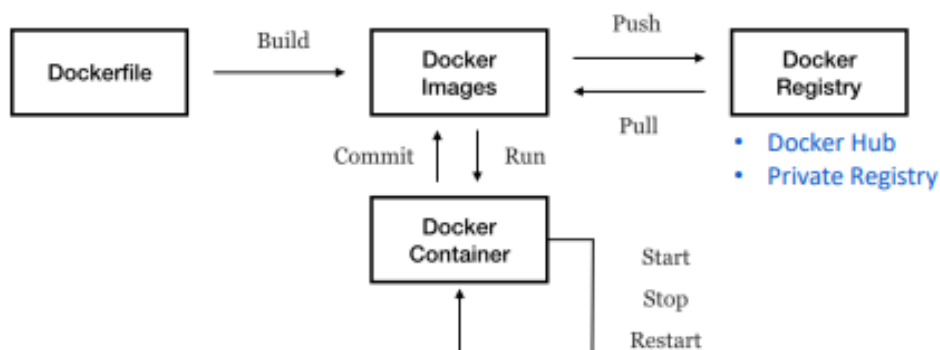 Build
Push
Dockerfile
Docker
Images
Docker
Registry
Pull
• Docker Hub
• Private Registry
Commit
Run
Docker
Container
Start
Stop
Restart